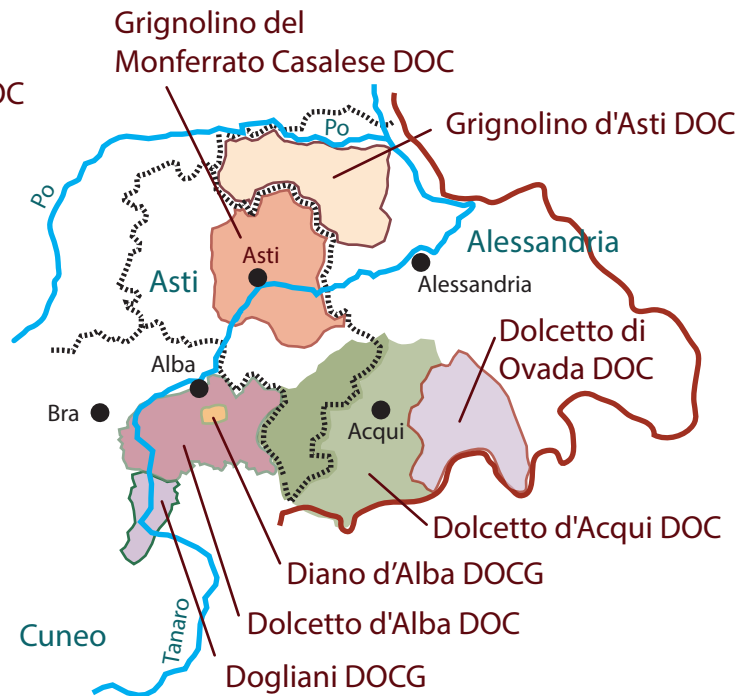 Grignolino del
Monferrato Casalese DOC
OC
Po
Grignolino d'Asti DOC
Po
Asti
Asti
Alessandria
Alessandria
Dolcetto di
Ovada DOC
Alba
Bra
Acqui
Dolcetto d'Acqui DOC
Diano d’Alba DOCG
Dolcetto d'Alba DOC
Cuneo
Tanaro
Dogliani DOCG